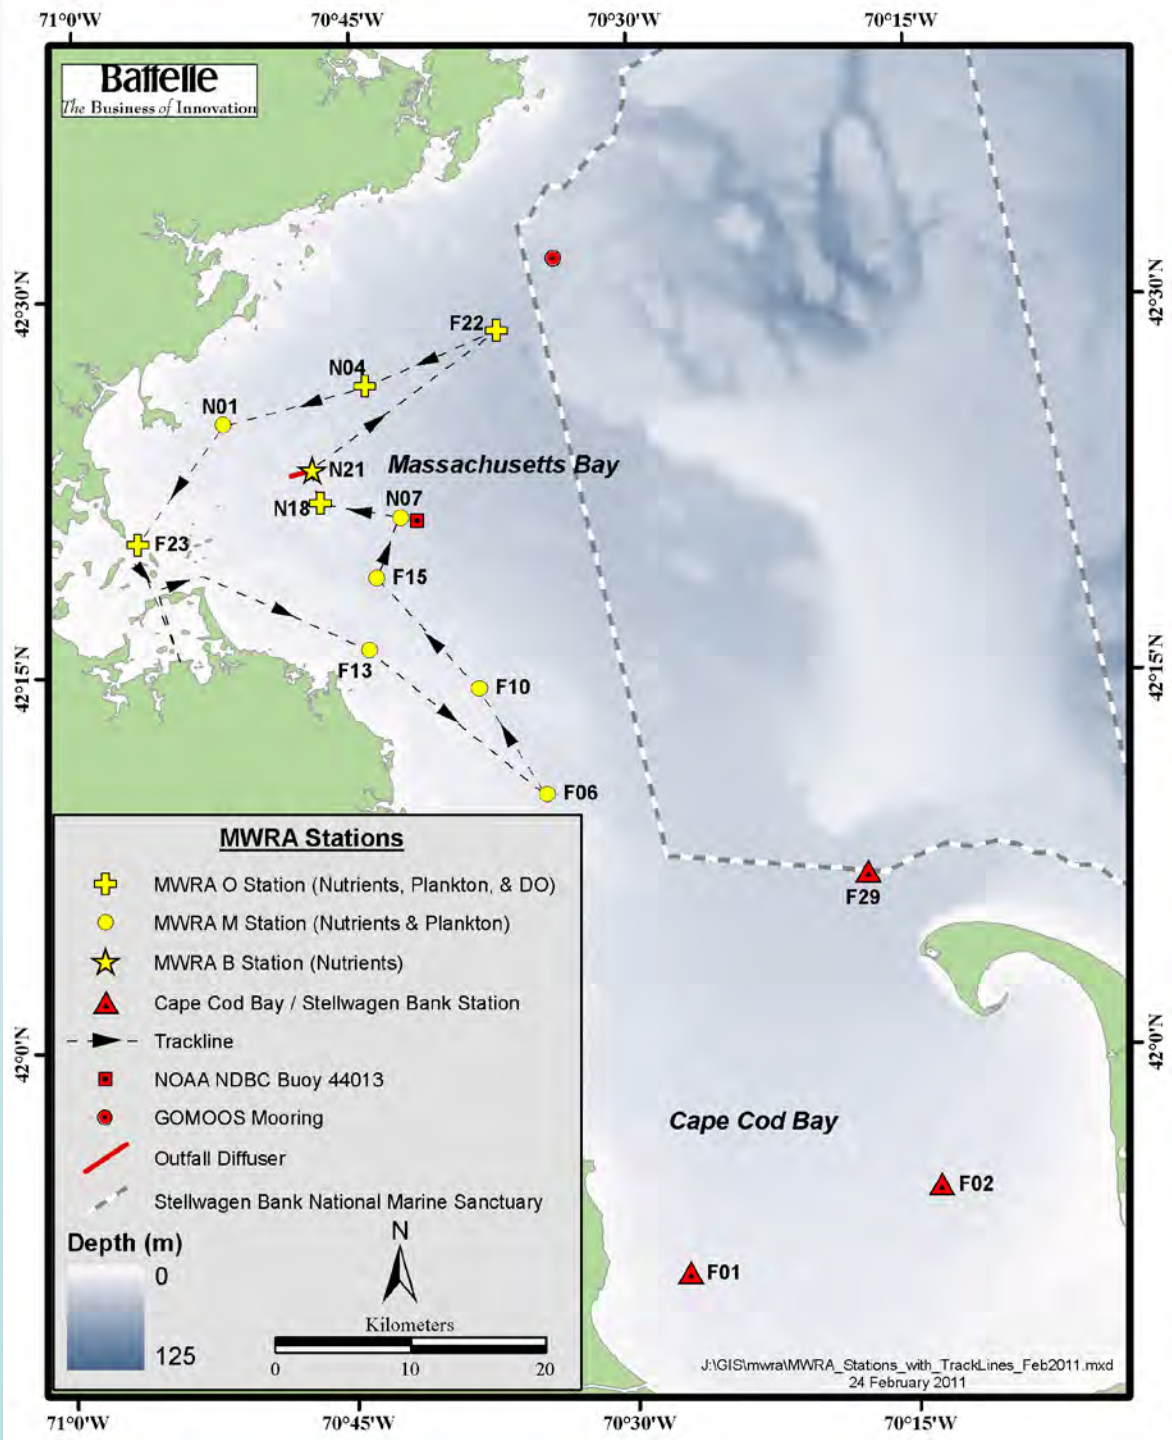 71°0'W 70°45'W 70°30'W 70°15'W
Battelle
The Business of Innovation
42°30'N 42°30'N
F22
N04
N01
N21 Massachusetts Bay
N18 N07
F23
F15
F13
42°15'N 42°15'N
F10
F06
MWRA Stations
MWRA O Station (Nutrients, Plankton, & DO)
MWRA M Station (Nutrients & Plankton)
MWRA B Station (Nutrients)
Cape Cod Bay / Stellwagen Bank Station
Trackline
NOAA NDBC Buoy 44013
GOMOOS Mooring
Outfall Diffuser
Stellwagen Bank National Marine Sanctuary
Depth (m)
0
125
N
Kilometers
0 10 20
F29
42°0'N 42°0'N
Cape Cod Bay
F02
F01
J:\GIS\mwra\MWRA_Stations_with_TrackLines_Feb2011.mxd
24 February 2011
71°0'W 70°45'W 70°30'W 70°15'W